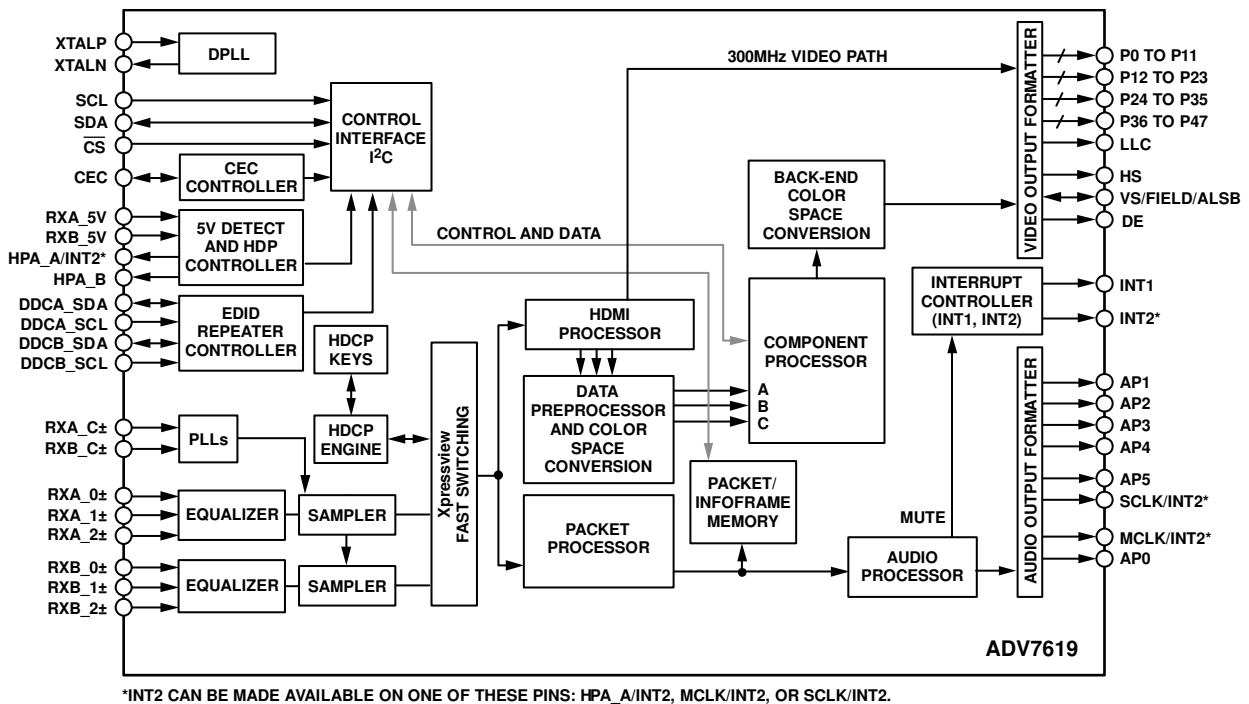 XTALP
XTALN
DPLL
SCL
SDA
CS
CEC
CEC
CONTROLLER
CONTROL
INTERFACE
I2C
RXA_5V
RXB_5V
HPA_A/INT2*
HPA_B
5V DETECT
AND HDP
CONTROLLER
DDCA_SDA
DDCA_SCL
DDCB_SDA
DDCB_SCL
EDID
REPEATER
CONTROLLER
HDCP
KEYS
HDCP
ENGINE
RXA_C±
RXB_C±
PLLs
RXA_0±
RXA_1±
RXA_2±
EQUALIZER
SAMPLER
RXB_0±
RXB_1±
RXB_2±
EQUALIZER
SAMPLER
Xpressview
FAST SWITCHING
300MHz VIDEO PATH
CONTROL AND DATA
HDMI
PROCESSOR
DATA
PREPROCESSOR
AND COLOR
SPACE
CONVERSION
PACKET
PROCESSOR
A
B
C
COMPONENT
PROCESSOR
BACK-END
COLOR
SPACE
CONVERSION
PACKET/
INFOFRAME
MEMORY
AUDIO
PROCESSOR
MUTE
INTERRUPT
CONTROLLER
(INT1, INT2)
VIDEO OUTPUT FORMATTER
AUDIO OUTPUT FORMATTER
P0 TO P11
P12 TO P23
P24 TO P35
P36 TO P47
LLC
HS
VS/FIELD/ALSB
DE
INT1
INT2*
AP1
AP2
AP3
AP4
AP5
SCLK/INT2*
MCLK/INT2*
AP0
ADV7619
*INT2 CAN BE MADE AVAILABLE ON ONE OF THESE PINS: HPA_A/INT2, MCLK/INT2, OR SCLK/INT2.